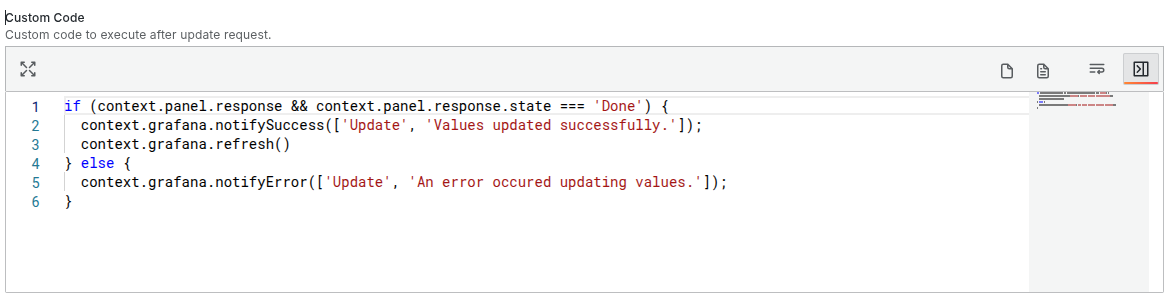 Custom Code
Custom code to execute after update request.
1 if (context.panel.response && context.panel.response.state === 'Done') {
2 context.grafana.notifySuccess(['Update', 'Values updated successfully.']);
3 context.grafana.refresh()
4 } else {
5 context.grafana.notifyError(['Update', 'An error occured updating values.']);
6 }